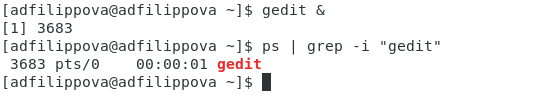 [adfilippova@adfilippova ~]$ gedit &
[1] 3683
[adfilippova@adfilippova ~]$ ps | grep -i "gedit"
 3683 pts/0    00:00:01 gedit
[adfilippova@adfilippova ~]$